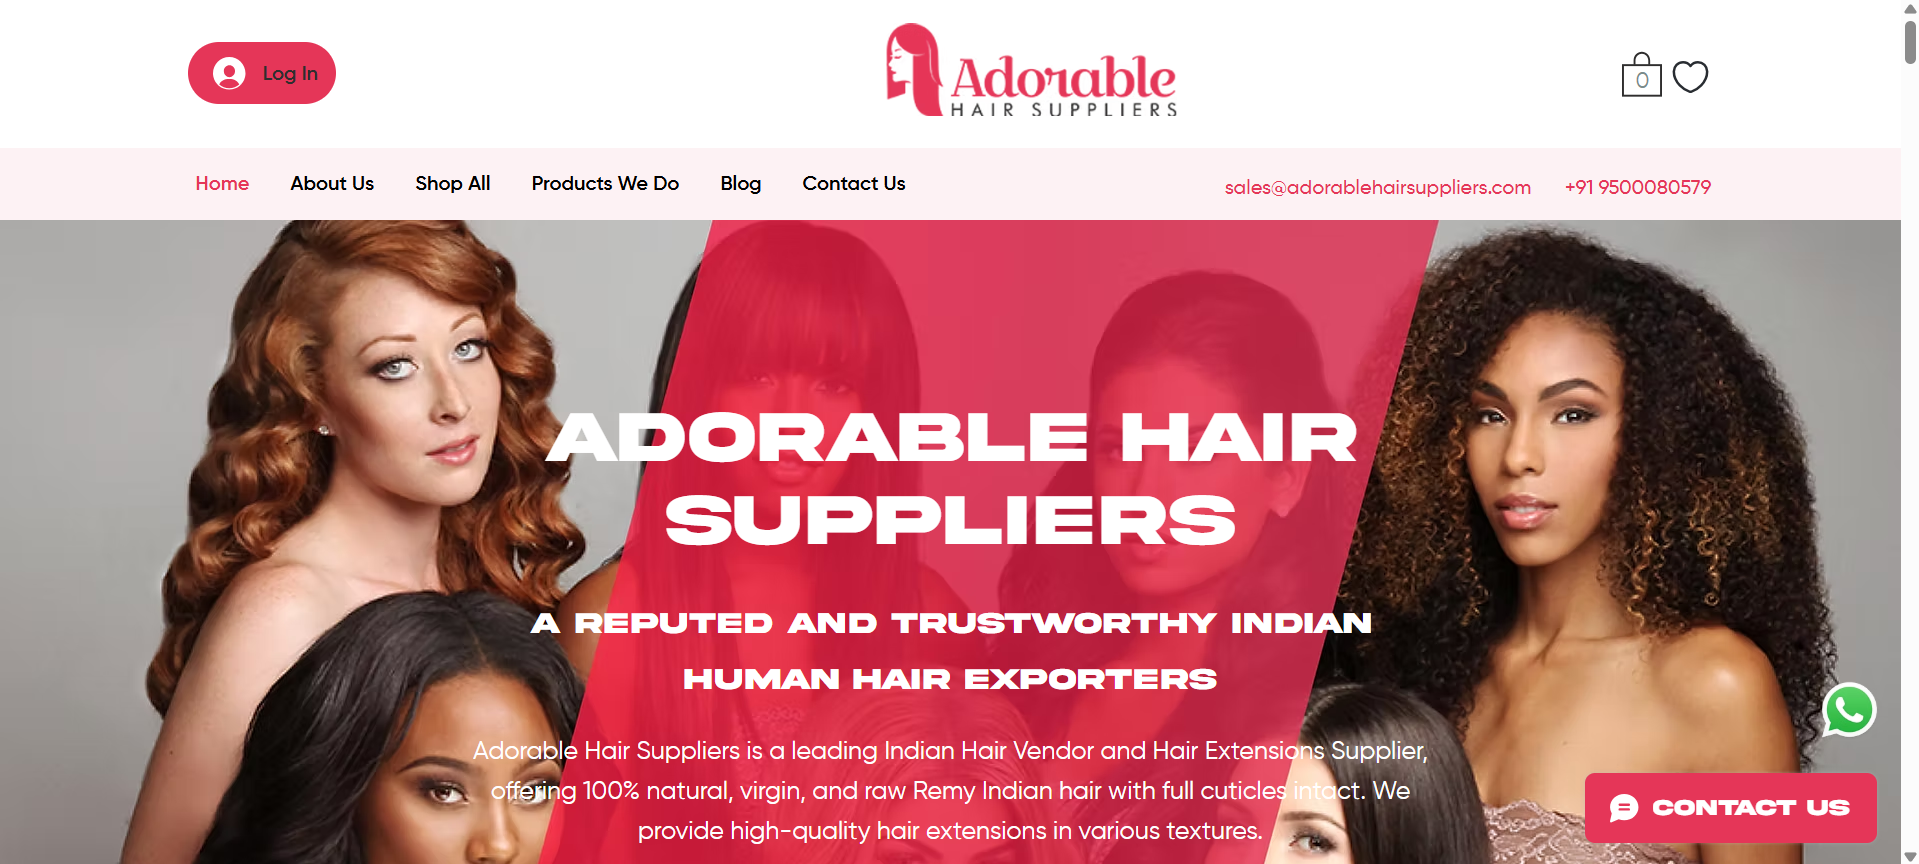 Log In
Adorable
HAIR SUPPLIERS
0
Home
About Us
Shop All
Products We Do
Blog
Contact Us
sales@adorablehairsuppliers.com
+91 9500080579
ADORABLE HAIR
SUPPLIERS
A REPUTED AND TRUSTWORTHY INDIAN
HUMAN HAIR EXPORTERS
Adorable Hair Suppliers is a leading Indian Hair Vendor and Hair Extensions Supplier,
offering 100% natural, virgin, and raw Remy Indian hair with full cuticles intact. We
provide high-quality hair extensions in various textures.
CONTACT US